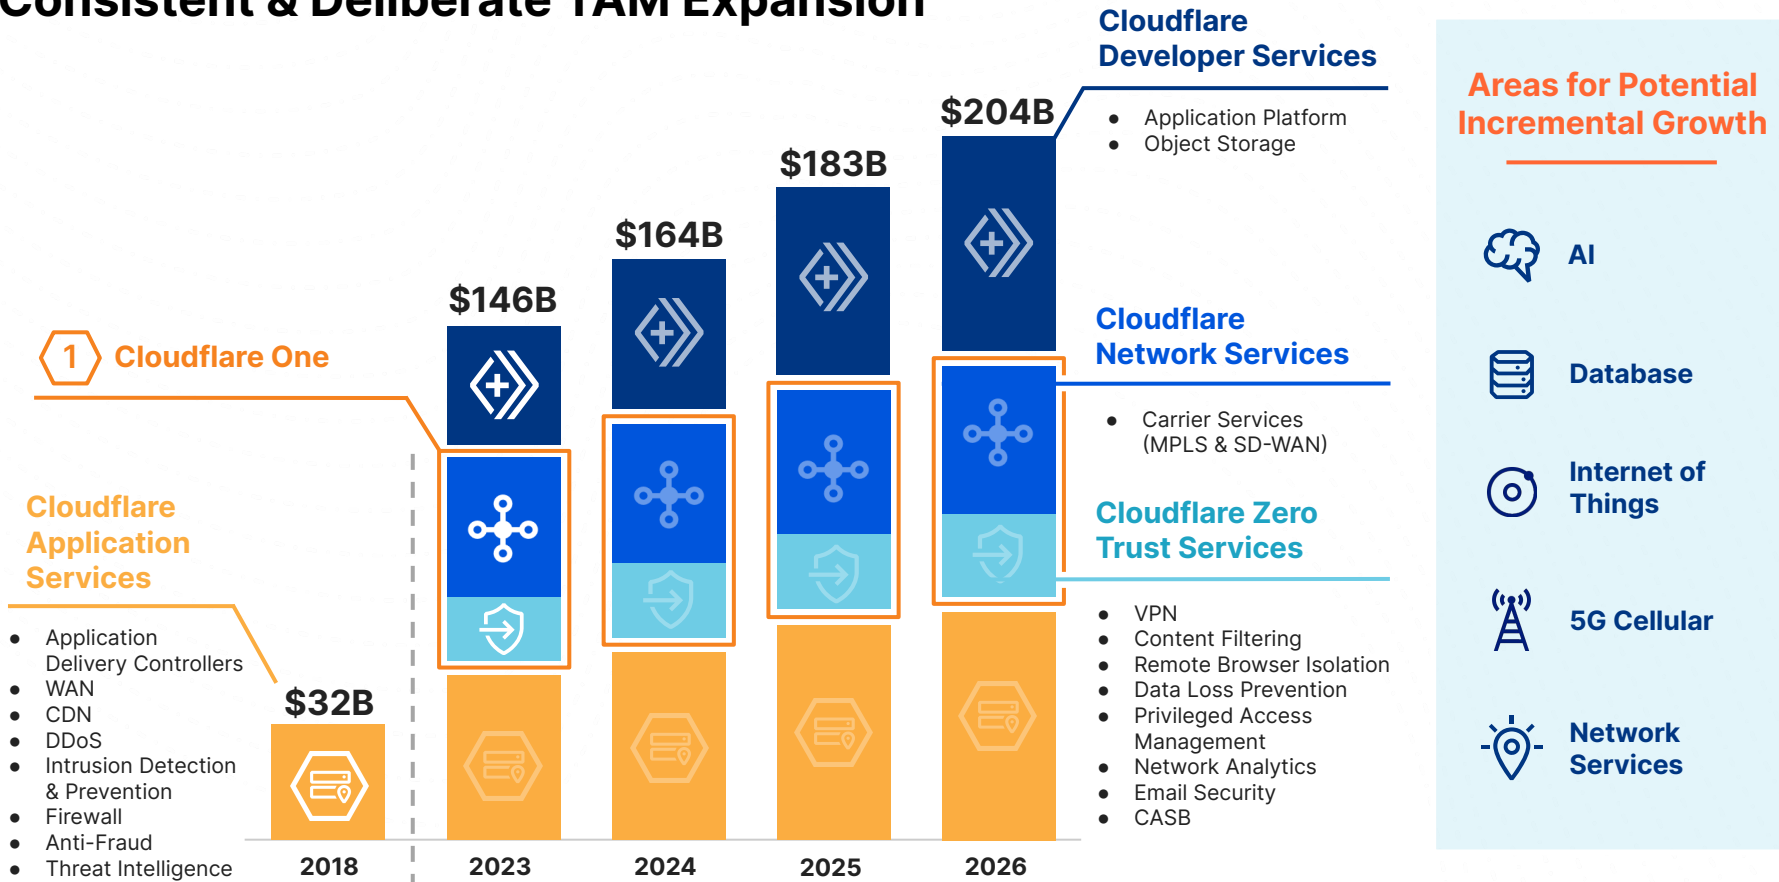 Consistent & Deliberate TAM Expansion
1 Cloudflare One
Cloudflare
Application
Services
● Application
Delivery Controllers
● WAN
● CDN
● DDoS
● Intrusion Detection
& Prevention
● Firewall
● Anti-Fraud
● Threat Intelligence
$32B
$146B
$164B
$183B
$204B
2018
2023
2024
2025
2026
Cloudflare
Developer Services
● Application Platform
● Object Storage
Cloudflare
Network Services
● Carrier Services
(MPLS & SD-WAN)
Cloudflare Zero
Trust Services
● VPN
● Content Filtering
● Remote Browser Isolation
● Data Loss Prevention
● Privileged Access
Management
● Network Analytics
● Email Security
● CASB
Areas for Potential
Incremental Growth
AI
Database
Internet of
Things
5G Cellular
Network
Services